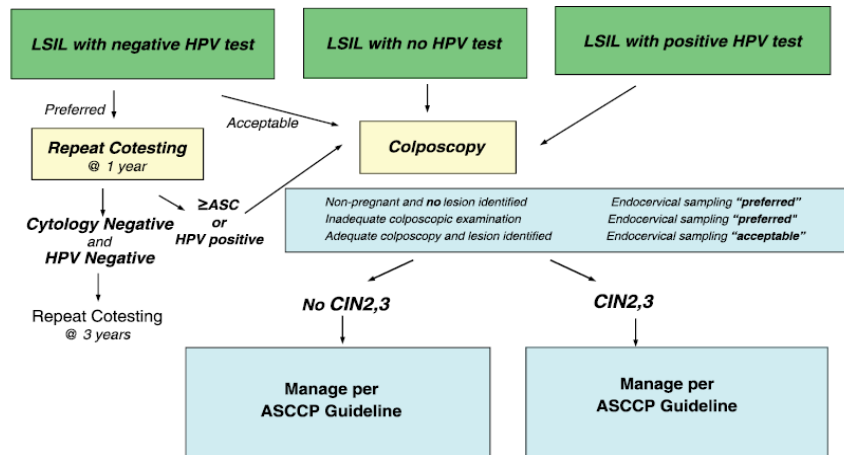 LSIL with negative HPV test
LSIL with no HPV test
LSIL with positive HPV test
Preferred
Acceptable
Repeat Cotesting
@ 1 year
Colposcopy
≥ASC
or
HPV positive
Cytology Negative
and
HPV Negative
Non-pregnant and no lesion identified Endocervical sampling “preferred”
Inadequate colposcopic examination Endocervical sampling “preferred"
Adequate colposcopy and lesion identified Endocervical sampling “acceptable”
Repeat Cotesting
@ 3 years
No CIN2,3
CIN2,3
Manage per
ASCCP Guideline
Manage per
ASCCP Guideline